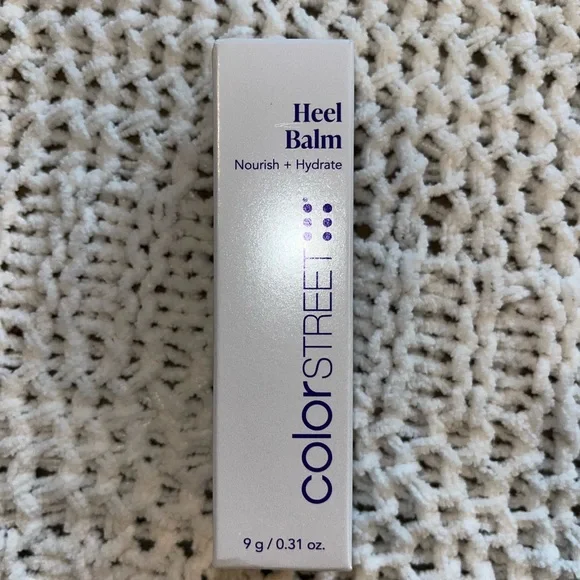 Heel
Balm
Nourish + Hydrate
colorSTREET
9 g / 0.31 oz.